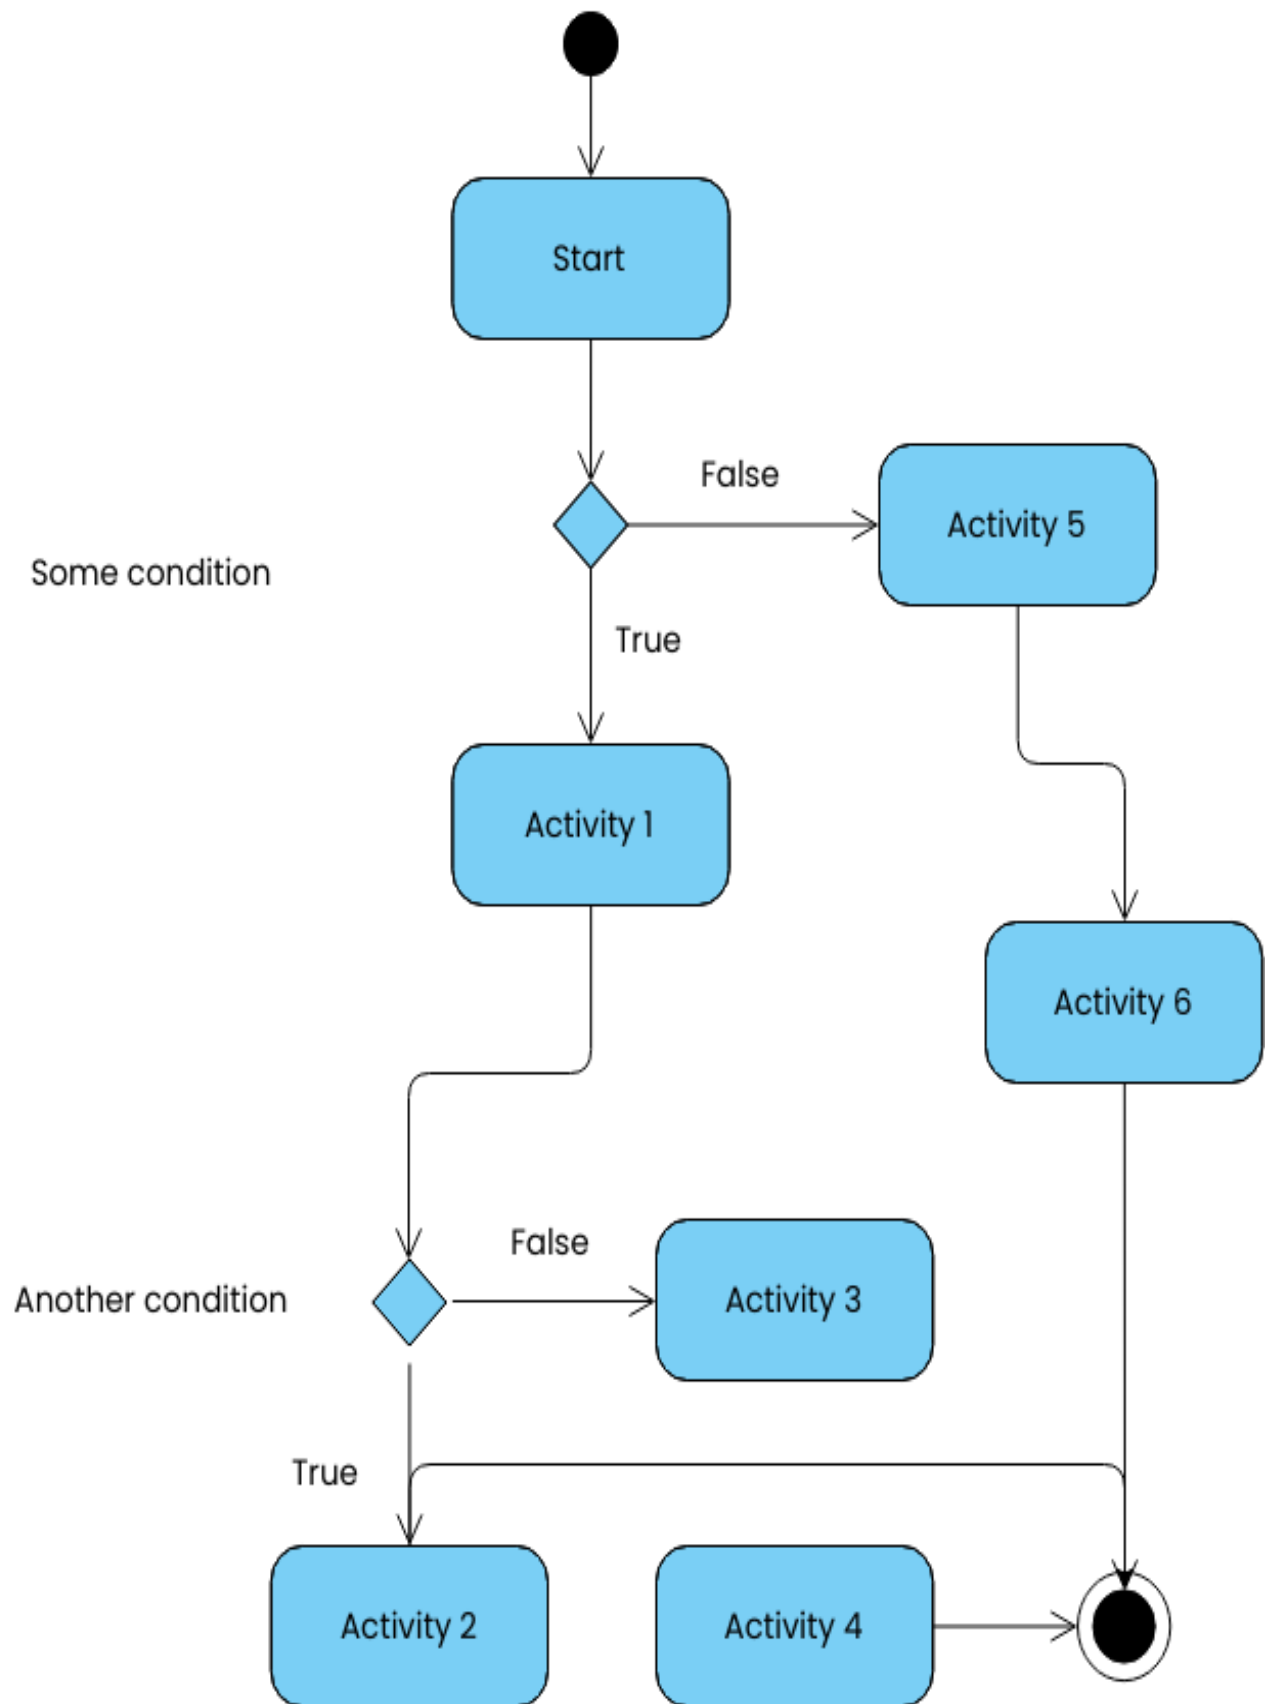 Start
False
Activity 5
Some condition
True
Activity 1
Activity 6
False
Another condition
Activity 3
True
Activity 2
Activity 4